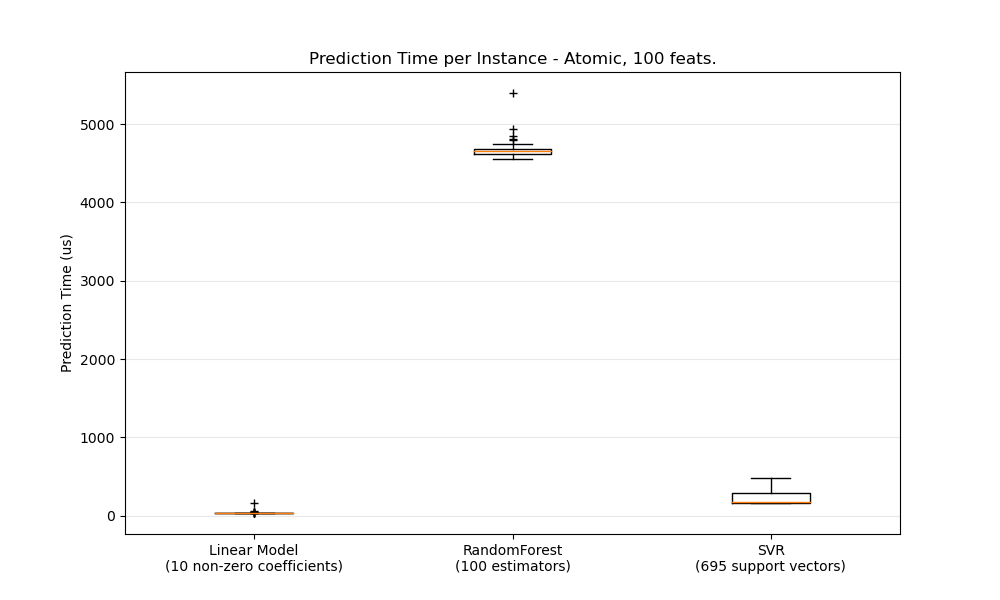 Prediction Time per Instance - Atomic, 100 feats.
Prediction Time (us)
5000
4000
3000
2000
1000
0
Linear Model
(10 non-zero coefficients)
RandomForest
(100 estimators)
SVR
(695 support vectors)